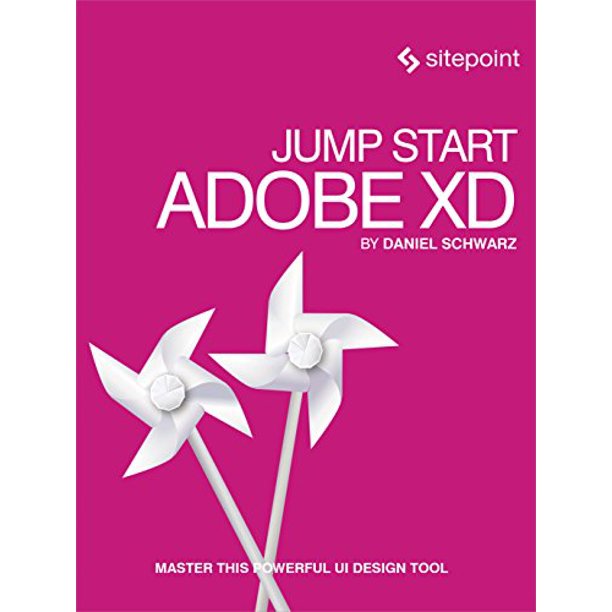 sitepoint
JUMP START
ADOBE XD
BY DANIEL SCHWARZ
MASTER THIS POWERFUL UI DESIGN TOOL